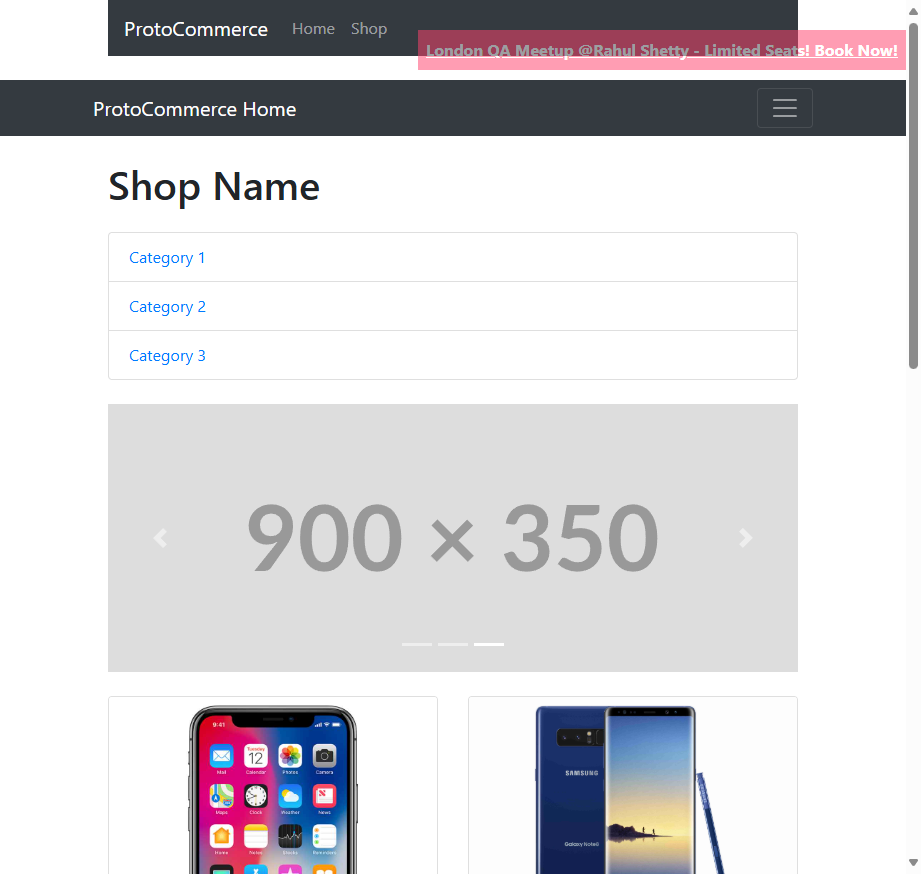 ProtoCommerce Home Shop
London QA Meetup @Rahul Shetty - Limited Seats! Book Now!
ProtoCommerce Home
Shop Name
Category 1
Category 2
Category 3
900 × 350
9:41
Tuesday
12
Mail Calendar Photos Camera
Maps Clock Weather News
Home Notes Stocks Reminders
SAMSUNG
Galaxy Note8